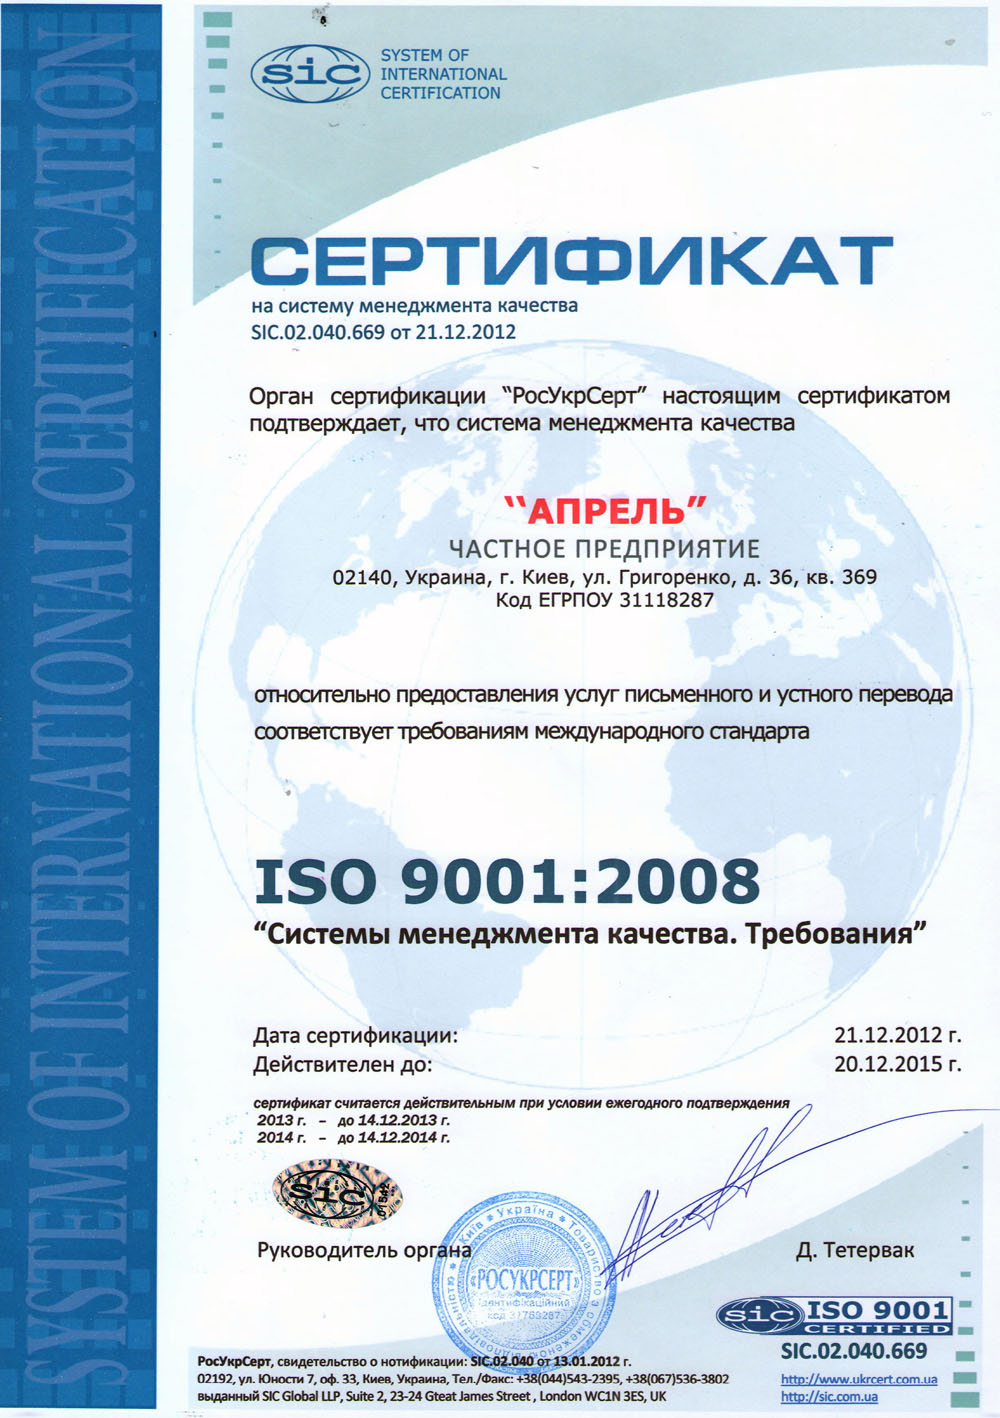 SYSTEM OF INTERNATIONAL CERTIFICATION
sic
SYSTEM OF
INTERNATIONAL
CERTIFICATION
СЕРТИФИКАТ
на систему менеджмента качества
SIC.02.040.669 от 21.12.2012
Орган сертификации “РосУкрСерт” настоящим сертификатом
подтверждает, что система менеджмента качества
“АПРЕЛЬ”
ЧАСТНОЕ ПРЕДПРИЯТИЕ
02140, Украина, г. Киев, ул. Григоренко, д. 36, кв. 369
Код ЕГРПОУ 31118287
относительно предоставления услуг письменного и устного перевода
соответствует требованиям международного стандарта
ISO 9001:2008
“Системы менеджмента качества. Требования”
Дата сертификации: 21.12.2012 г.
Действителен до: 20.12.2015 г.
сертификат считается действительным при условии ежегодного подтверждения
2013 г. – до 14.12.2013 г.
2014 г. – до 14.12.2014 г.
sic
Руководитель органа Д. Тетервак
Київ * Україна * Товариство з обмеженою відповідальністю
“РОСУКРСЕРТ”
Ідентифікаційний
код
sic ISO 9001
CERTIFIED
SIC.02.040.669
РосУкрСерт, свидетельство о нотификации: SIC.02.040 от 13.01.2012 г.
02192, ул. Юности 7, оф. 33, Киев, Украина, Тел./Факс: +38(044)543-2395, +38(067)536-3802
выданный SIC Global LLP, Suite 2, 23-24 Gteat James Street , London WC1N 3ES, UK
http://www.ukrcert.com.ua
http://sic.com.ua